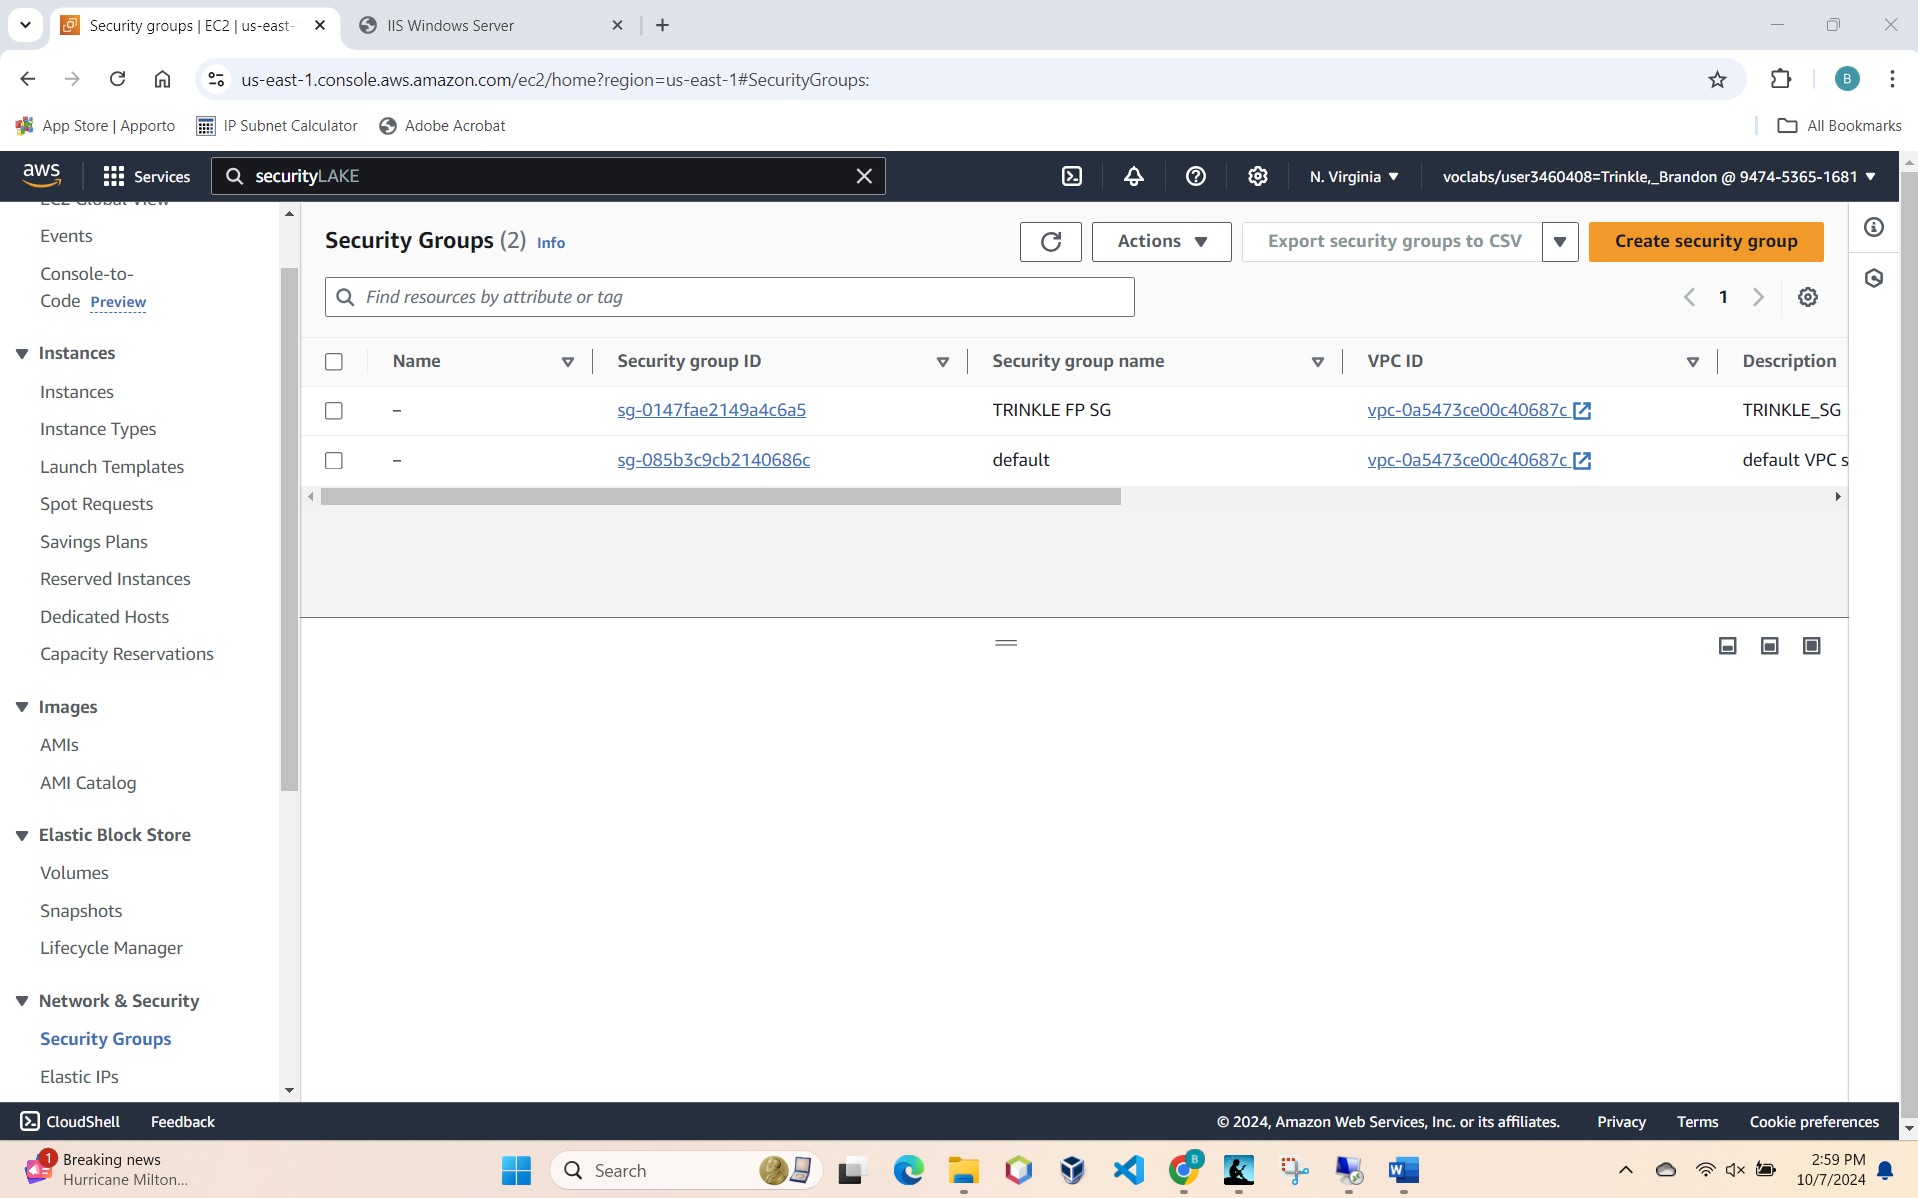 Security groups | EC2 | us-east-
IIS Windows Server
us-east-1.console.aws.amazon.com/ec2/home?region=us-east-1#SecurityGroups:
B
App Store | Apporto
IP Subnet Calculator
Adobe Acrobat
All Bookmarks
aws
Services
securityLAKE
N. Virginia
voclabs/user3460408=Trinkle,_Brandon @ 9474-5365-1681
EC2 Global View
Events
Console-to-
Code Preview
Instances
Instances
Instance Types
Launch Templates
Spot Requests
Savings Plans
Reserved Instances
Dedicated Hosts
Capacity Reservations
Images
AMIs
AMI Catalog
Elastic Block Store
Volumes
Snapshots
Lifecycle Manager
Network & Security
Security Groups
Elastic IPs
Security Groups (2) Info
Actions
Export security groups to CSV
Create security group
Find resources by attribute or tag
1
Name Security group ID Security group name VPC ID Description
– sg-0147fae2149a4c6a5 TRINKLE FP SG vpc-0a5473ce00c40687c TRINKLE_SG
– sg-085b3c9cb2140686c default vpc-0a5473ce00c40687c default VPC s
CloudShell
Feedback
© 2024, Amazon Web Services, Inc. or its affiliates.
Privacy
Terms
Cookie preferences
1
Breaking news
Hurricane Milton...
Search
B
W
2:59 PM
10/7/2024